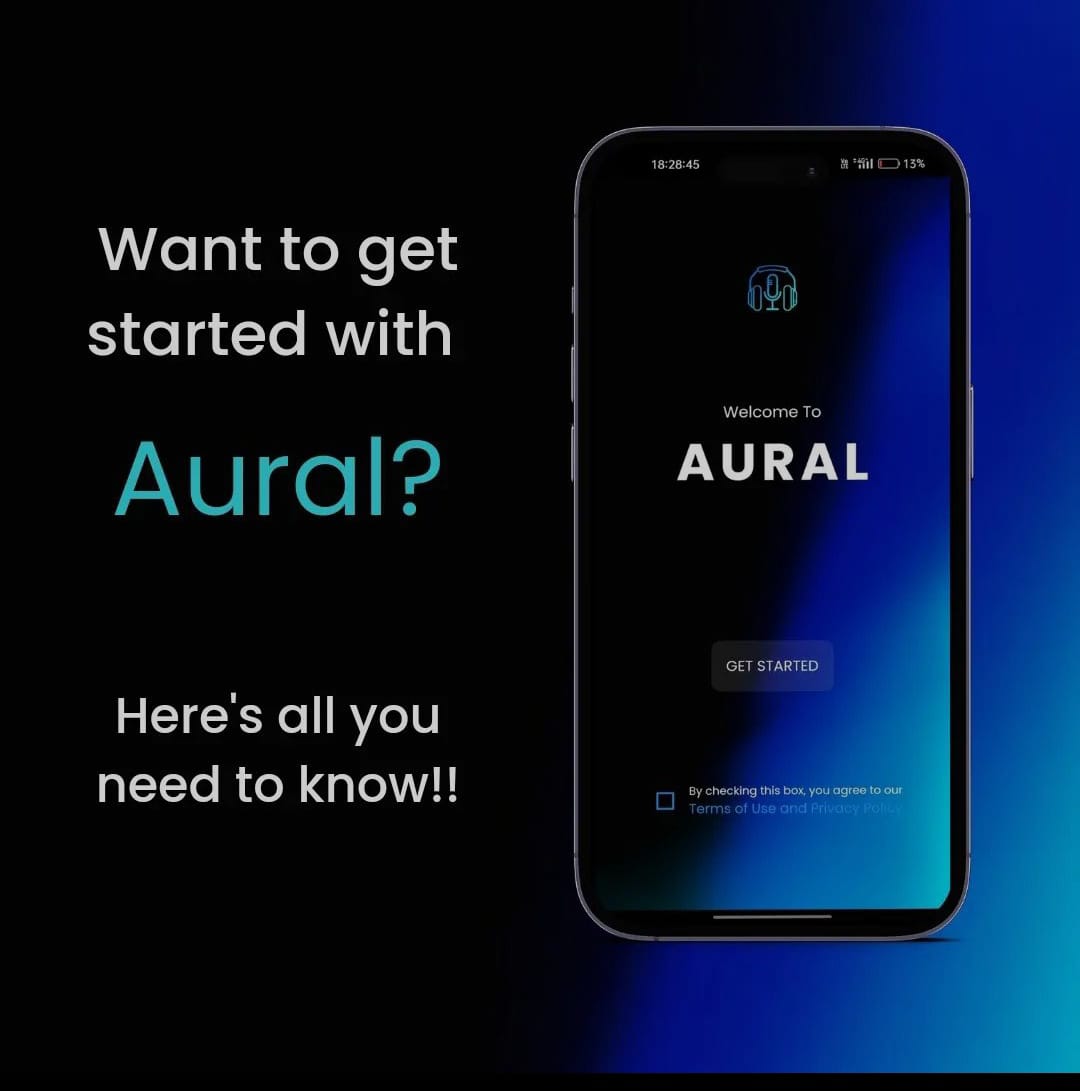 Want to get
started with
Aural?
Here's all you
need to know!!
18:28:45
13%
Welcome To
AURAL
GET STARTED
By checking this box, you agree to our
Terms of Use and Privacy Policy